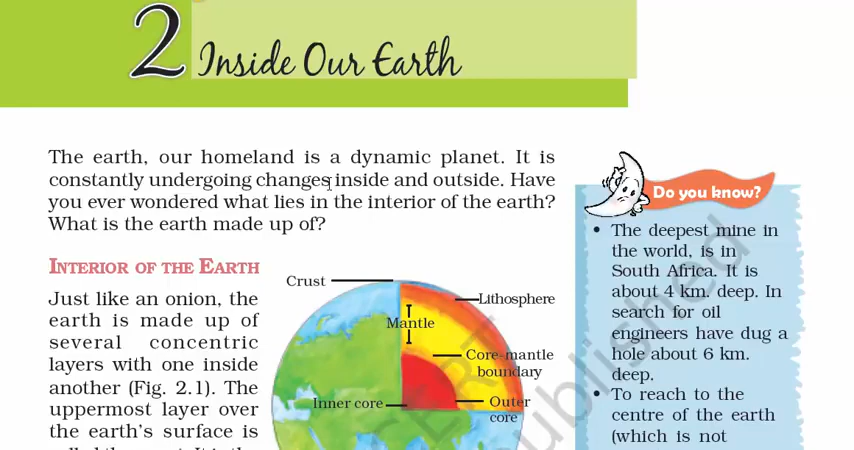 2 Inside Our Earth
The earth, our homeland is a dynamic planet. It is
constantly undergoing changes inside and outside. Have
you ever wondered what lies in the interior of the earth?
What is the earth made up of?
INTERIOR OF THE EARTH
Just like an onion, the
earth is made up of
several concentric
layers with one inside
another (Fig. 2.1). The
uppermost layer over
the earth's surface is
Crust
Lithosphere
Mantle
Core-mantle
boundary
Inner core
Outer
core
Do you know?
• The deepest mine in
the world, is in
South Africa. It is
about 4 km. deep. In
search for oil
engineers have dug a
hole about 6 km.
deep.
• To reach to the
centre of the earth
(which is not